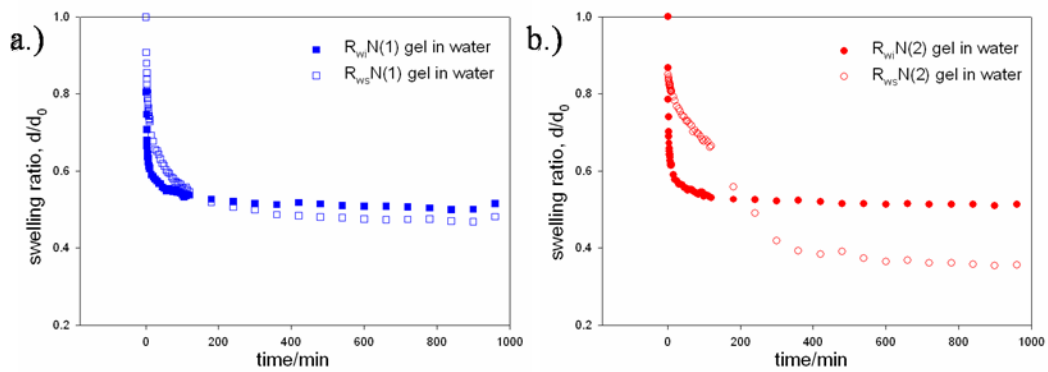 a.)
1.0
0.8
0.6
0.4
0.2
swelling ratio, d/d0
RwiN(1) gel in water
RwsN(1) gel in water
0 200 400 600 800 1000
time/min
b.)
1.0
0.8
0.6
0.4
0.2
swelling ratio, d/d0
RwiN(2) gel in water
RwsN(2) gel in water
0 200 400 600 800 1000
time/min